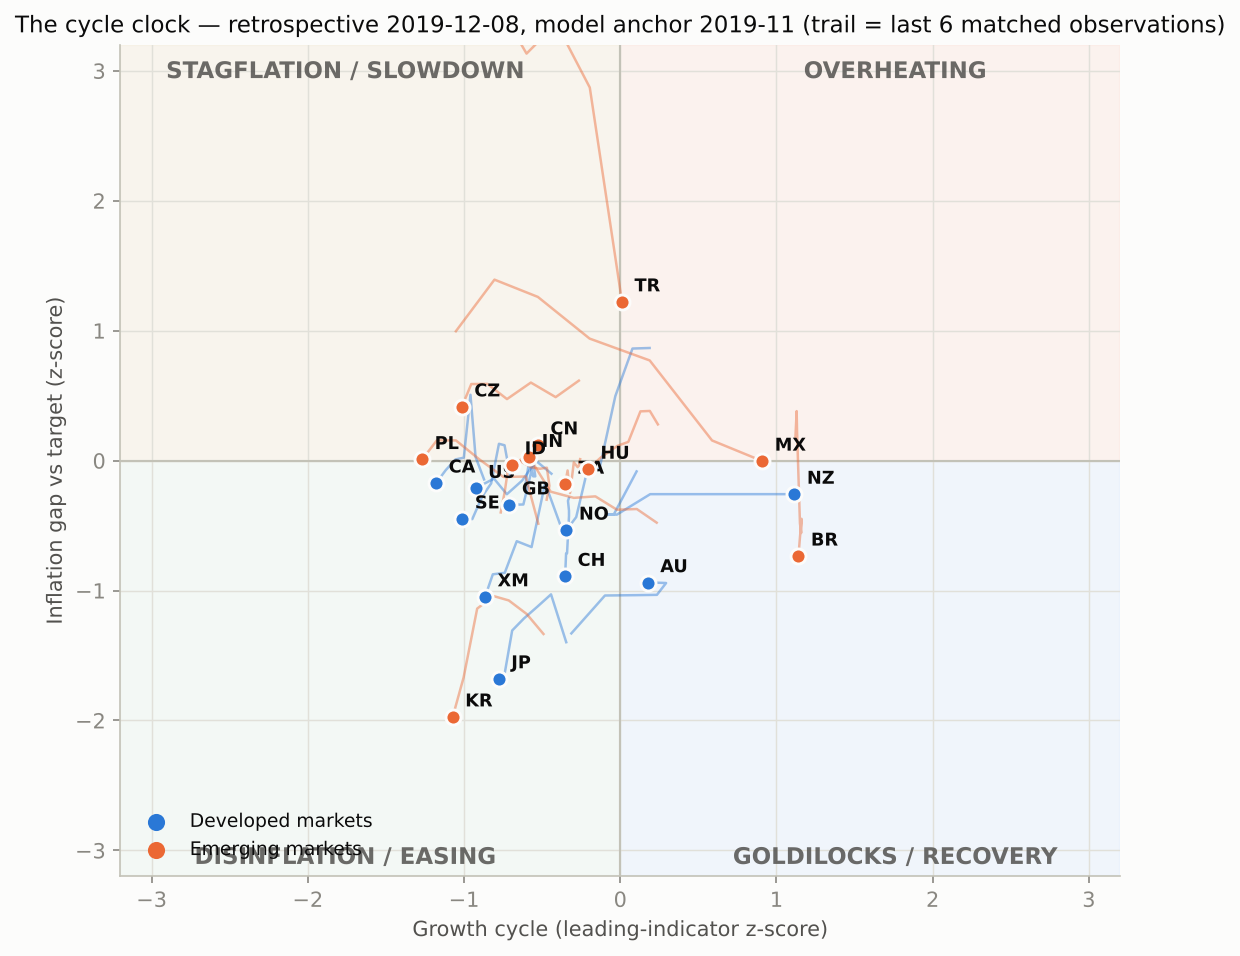 The cycle clock — retrospective 2019-12-08, model anchor 2019-11 (trail = last 6 matched observations)
STAGFLATION / SLOWDOWN
OVERHEATING
3
2
1
0
−1
−2
−3
Inflation gap vs target (z-score)
TR
CZ
CN
IN
ID
HU
MX
PL
CA
US
ZA
NZ
GB
SE
NO
BR
CH
AU
XM
JP
KR
Developed markets
Emerging markets
DISINFLATION / EASING
GOLDILOCKS / RECOVERY
−3
−2
−1
0
1
2
3
Growth cycle (leading-indicator z-score)